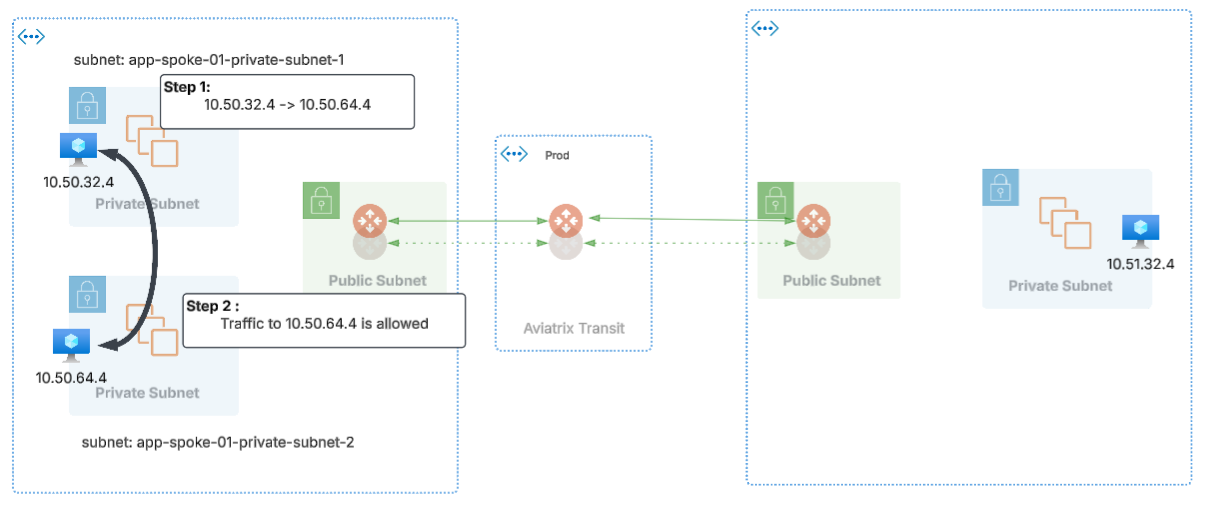 subnet: app-spoke-01-private-subnet-1
Step 1:
10.50.32.4 -> 10.50.64.4
10.50.32.4
Private Subnet
Public Subnet
Step 2 :
Traffic to 10.50.64.4 is allowed
10.50.64.4
Private Subnet
subnet: app-spoke-01-private-subnet-2
Prod
Aviatrix Transit
Public Subnet
10.51.32.4
Private Subnet